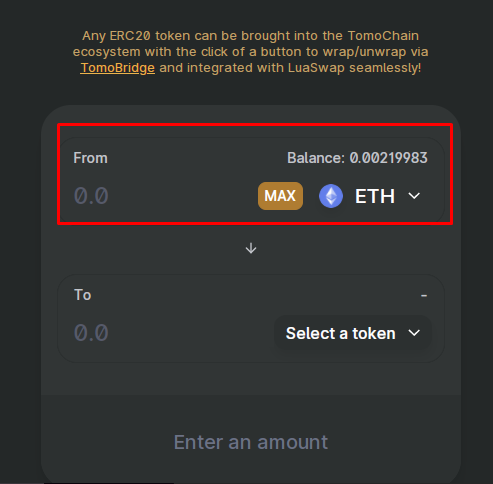 Any ERC20 token can be brought into the TomoChain
ecosystem with the click of a button to wrap/unwrap via
TomoBridge and integrated with LuaSwap seamlessly!
From Balance: 0.00219983
0.0 MAX ETH
To -
0.0 Select a token
Enter an amount